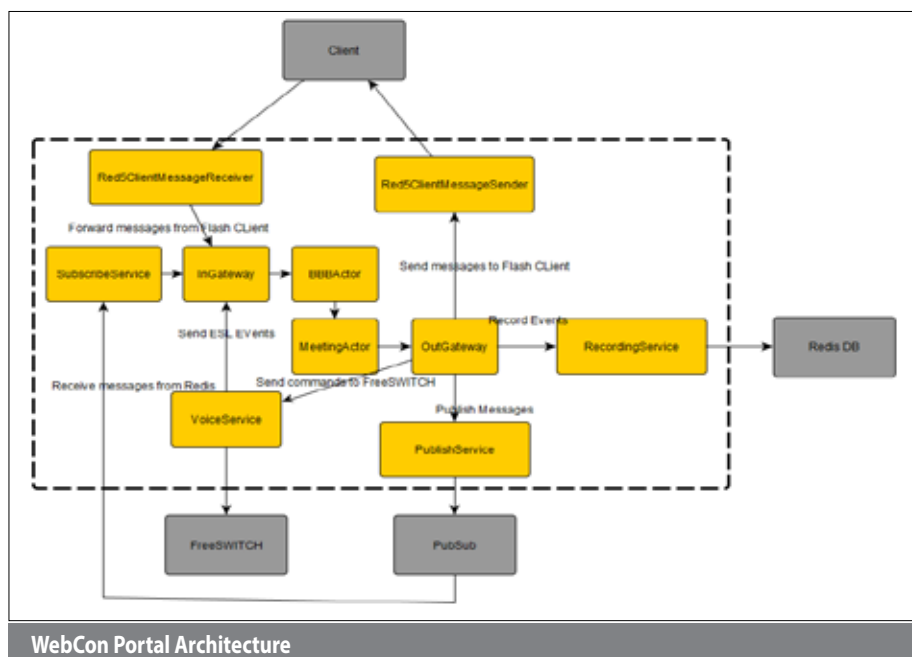 Client
Red5ClientMessageReceiver
Red5ClientMessageSender
Forward messages from Flash CLient
SubscribeService
InGateway
BBBActor
Send messages to Flash CLient
Send ESL EVents
MeetingActor
OutGateway
Record Events
RecordingService
Redis DB
Receive messages from Redis
Send commands to FreeSWITCH
VoiceService
Publish Messages
PublishService
FreeSWITCH
PubSub
WebCon Portal Architecture